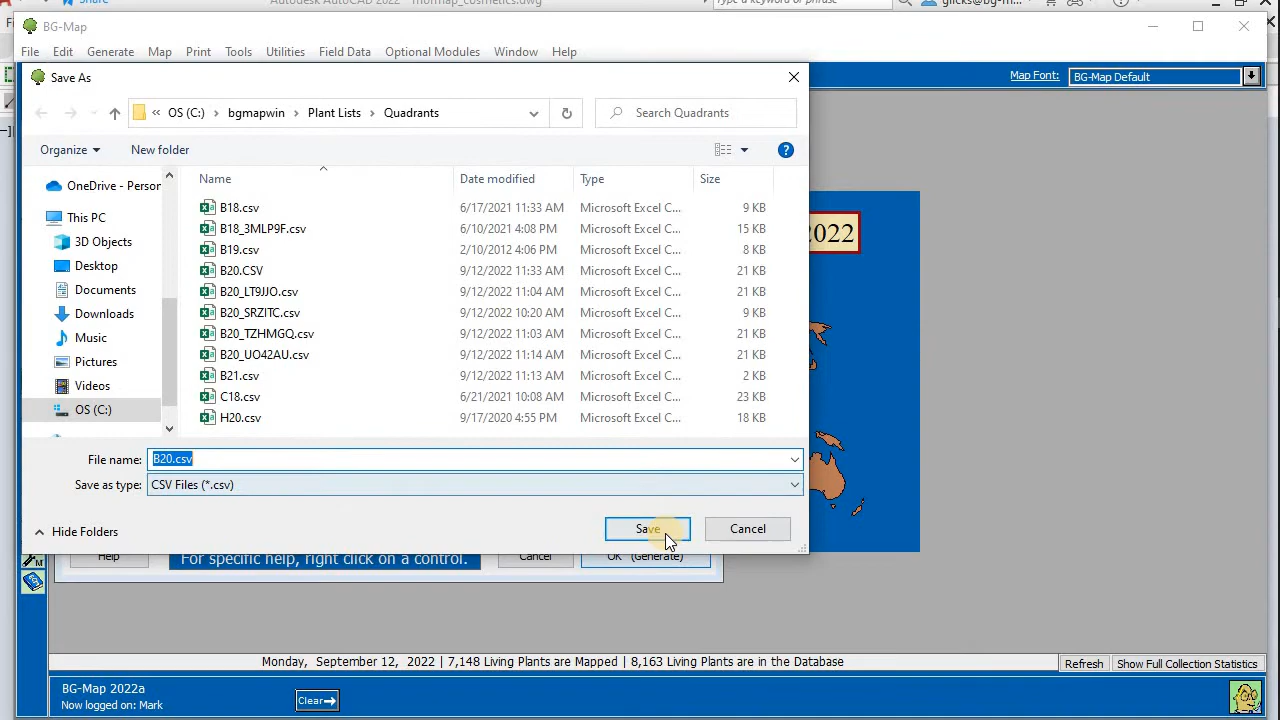 Share
Autodesk AutoCAD 2022
mormap_cosmetics.dwg
Type a keyword or phrase
glicks@bg-m...
BG-Map
File Edit Generate Map Print Tools Utilities Field Data Optional Modules Window Help
Save As
Map Font: BG-Map Default
« OS (C:) > bgmapwin > Plant Lists > Quadrants
Search Quadrants
Organize
New folder
Name Date modified Type Size
OneDrive - Person
This PC
3D Objects
Desktop
Documents
Downloads
Music
Pictures
Videos
OS (C:)
B18.csv 6/17/2021 11:33 AM Microsoft Excel C... 9 KB
B18_3MLP9F.csv 6/10/2021 4:08 PM Microsoft Excel C... 15 KB
B19.csv 2/10/2012 4:06 PM Microsoft Excel C... 8 KB
B20.CSV 9/12/2022 11:33 AM Microsoft Excel C... 21 KB
B20_LT9JJO.csv 9/12/2022 11:04 AM Microsoft Excel C... 21 KB
B20_SRZITC.csv 9/12/2022 10:20 AM Microsoft Excel C... 9 KB
B20_TZHMGQ.csv 9/12/2022 11:03 AM Microsoft Excel C... 21 KB
B20_UO42AU.csv 9/12/2022 11:14 AM Microsoft Excel C... 21 KB
B21.csv 9/12/2022 11:13 AM Microsoft Excel C... 2 KB
C18.csv 6/21/2021 10:08 AM Microsoft Excel C... 23 KB
H20.csv 9/17/2020 4:55 PM Microsoft Excel C... 18 KB
2022
File name: B20.csv
Save as type: CSV Files (*.csv)
Hide Folders
Save
Cancel
Help
For specific help, right click on a control.
Cancel
OK (Generate)
Monday, September 12, 2022 | 7,148 Living Plants are Mapped | 8,163 Living Plants are in the Database
Refresh
Show Full Collection Statistics
BG-Map 2022a
Now logged on: Mark
Clear